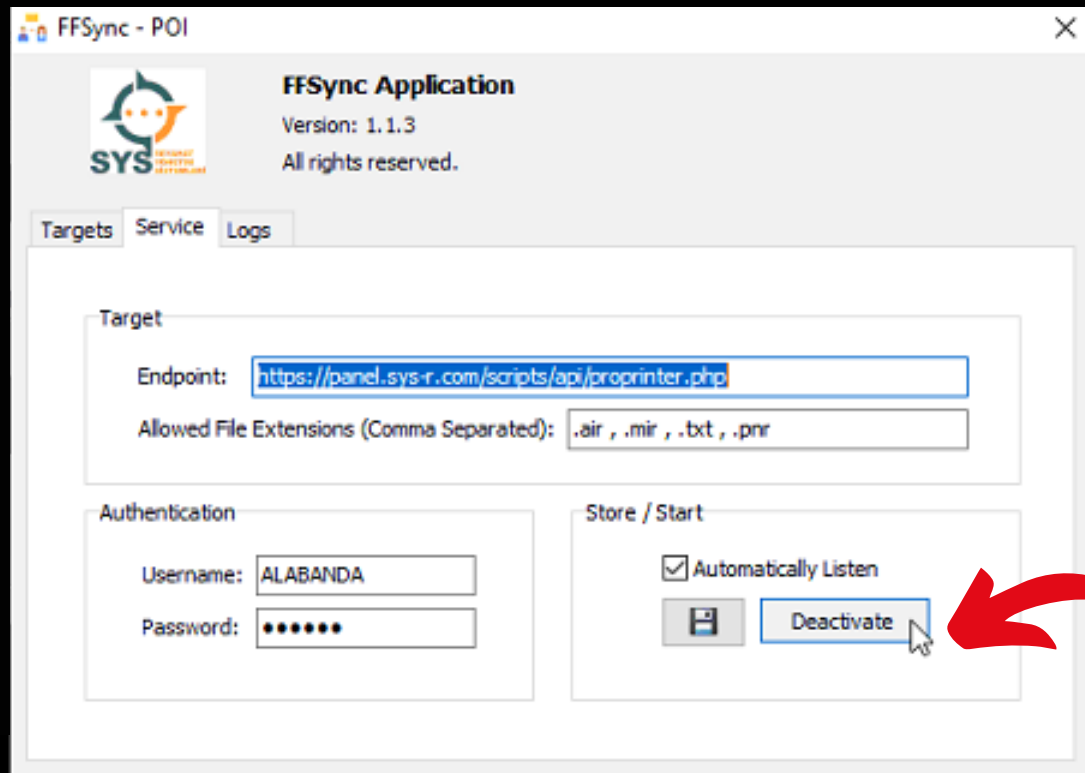 FFSync - POI
SYS
FFSync Application
Version: 1.1.3
All rights reserved.
Targets Service Logs
Target
Endpoint: https://panel.sys-r.com/scripts/api/proprinter.php
Allowed File Extensions (Comma Separated): .air , .mir , .txt , .pnr
Authentication
Username: ALABANDA
Password: ●●●●●●
Store / Start
Automatically Listen
Deactivate